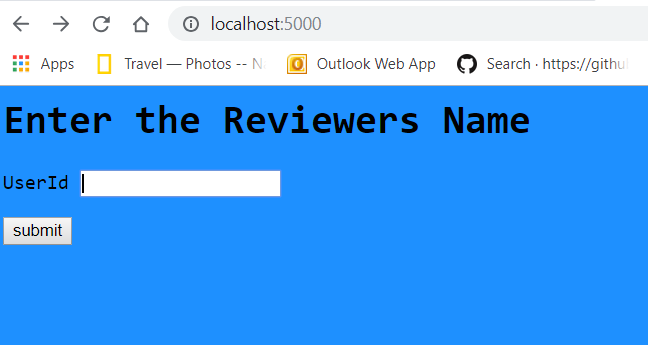 localhost:5000
Apps Travel — Photos -- N Outlook Web App Search · https://githu
Enter the Reviewers Name
UserId
submit